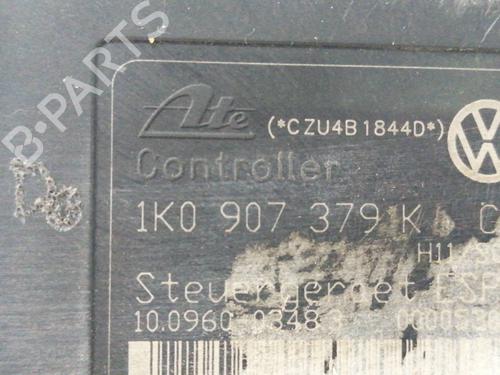 B-PARTS
Ate (*CZU4B1844D*)
Controller
1K0 907 379 K
Steuergeraet ESP
10.0960-0348.3